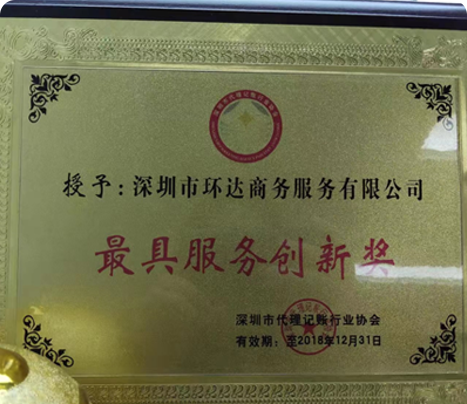 授予：深圳市环达商务服务有限公司
最具服务创新奖
深圳市代理记账行业协会
有效期：至2018年12月31日